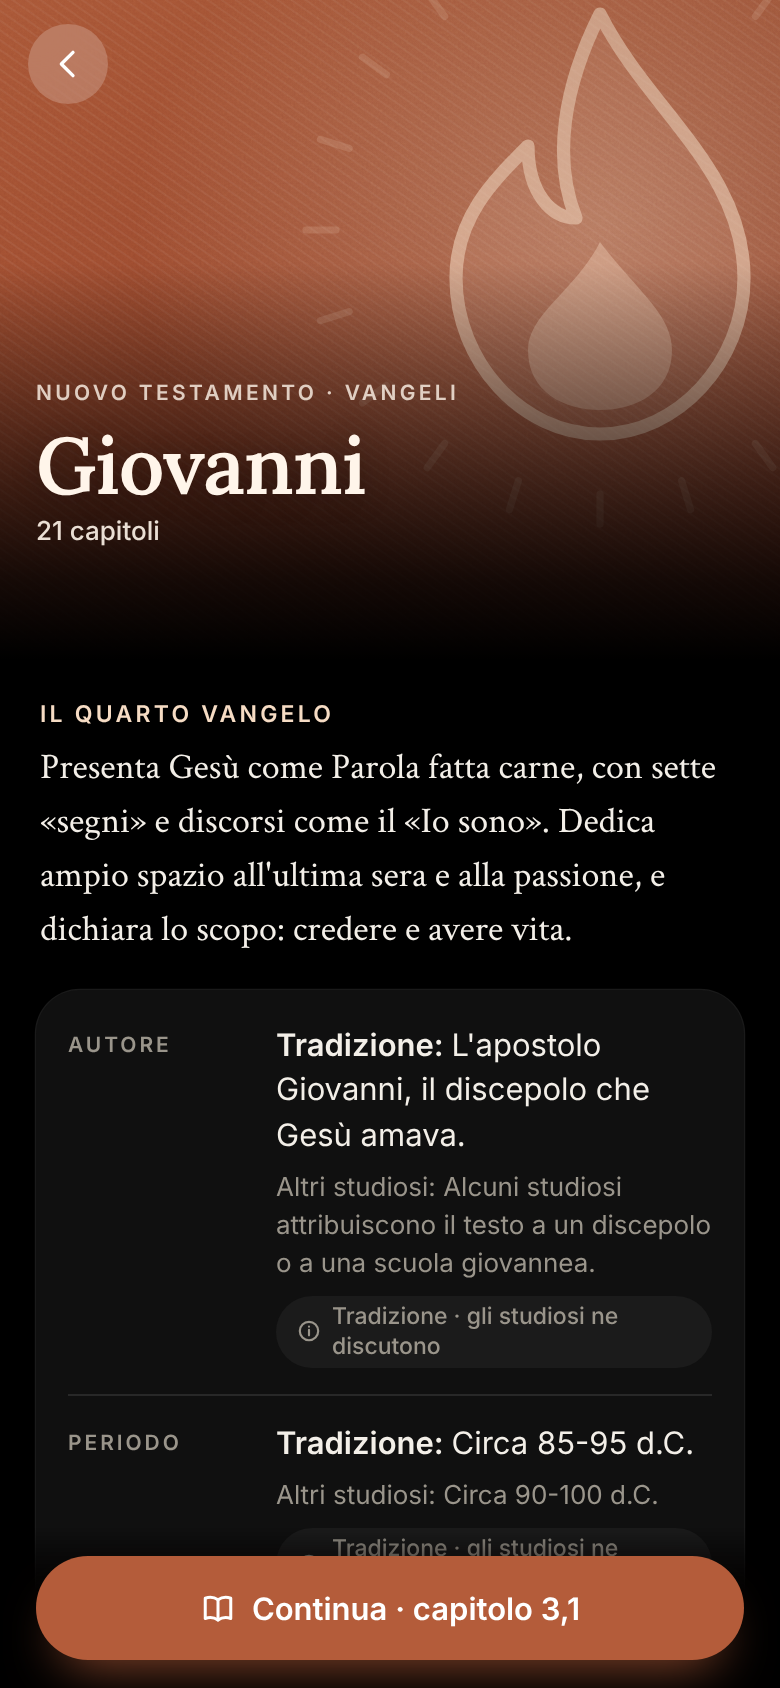 NUOVO TESTAMENTO · VANGELI
Giovanni
21 capitoli
IL QUARTO VANGELO
Presenta Gesù come Parola fatta carne, con sette
«segni» e discorsi come il «Io sono». Dedica
ampio spazio all'ultima sera e alla passione, e
dichiara lo scopo: credere e avere vita.
AUTORE
Tradizione: L'apostolo
Giovanni, il discepolo che
Gesù amava.
Altri studiosi: Alcuni studiosi
attribuiscono il testo a un discepolo
o a una scuola giovannea.
Tradizione · gli studiosi ne
discutono
PERIODO
Tradizione: Circa 85-95 d.C.
Altri studiosi: Circa 90-100 d.C.
Tradizione · gli studiosi ne
Continua · capitolo 3,1